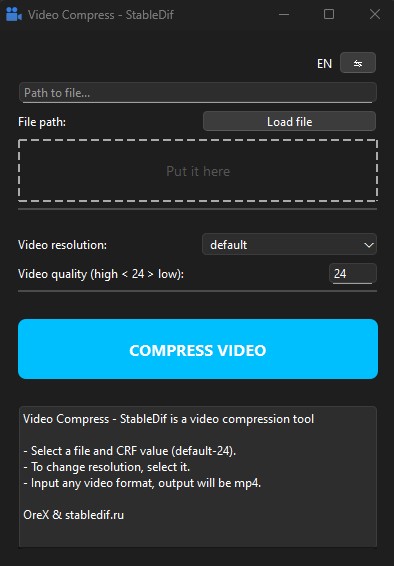 Video Compress - StableDif
EN
Path to file...
File path:
Load file
Put it here
Video resolution:
default
Video quality (high < 24 > low):
24
COMPRESS VIDEO
Video Compress - StableDif is a video compression tool
- Select a file and CRF value (default-24).
- To change resolution, select it.
- Input any video format, output will be mp4.
OreX & stabledif.ru